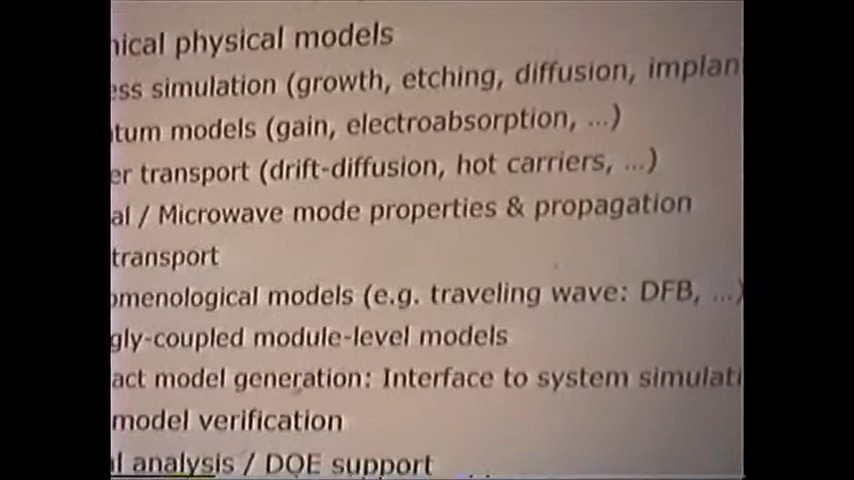 nical physical models
ess simulation (growth, etching, diffusion, implan
tum models (gain, electroabsorption, ...)
er transport (drift-diffusion, hot carriers, ...)
al / Microwave mode properties & propagation
transport
omenological models (e.g. traveling wave: DFB, ...)
gly-coupled module-level models
act model generation: Interface to system simulati
model verification
l analysis / DOE support